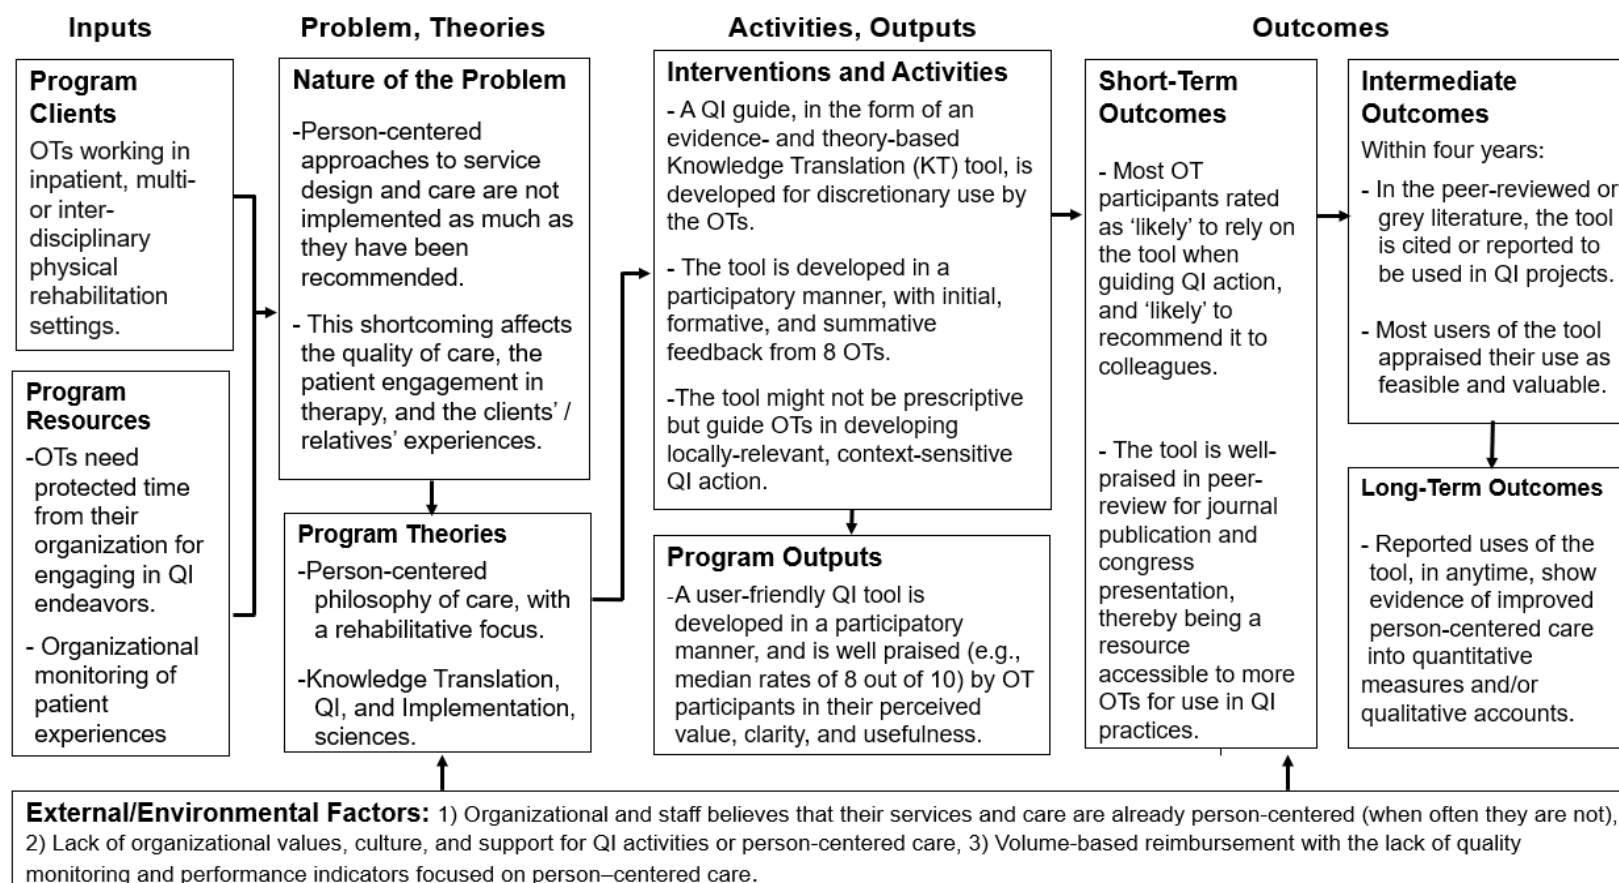 Inputs
Problem, Theories
Activities, Outputs
Outcomes
Program
Clients
OTs working in
inpatient, multi-
or inter-
disciplinary
physical
rehabilitation
settings.
Program
Resources
-OTs need
protected time
from their
organization for
engaging in QI
endeavors.
- Organizational
monitoring of
patient
experiences
Nature of the Problem
-Person-centered
approaches to service
design and care are not
implemented as much as
they have been
recommended.
- This shortcoming affects
the quality of care, the
patient engagement in
therapy, and the clients’ /
relatives’ experiences.
Program Theories
-Person-centered
philosophy of care, with
a rehabilitative focus.
-Knowledge Translation,
QI, and Implementation,
sciences.
Interventions and Activities
- A QI guide, in the form of an
evidence- and theory-based
Knowledge Translation (KT) tool, is
developed for discretionary use by
the OTs.
- The tool is developed in a
participatory manner, with initial,
formative, and summative
feedback from 8 OTs.
-The tool might not be prescriptive
but guide OTs in developing
locally-relevant, context-sensitive
QI action.
Program Outputs
-A user-friendly QI tool is
developed in a participatory
manner, and is well praised (e.g.,
median rates of 8 out of 10) by OT
participants in their perceived
value, clarity, and usefulness.
Short-Term
Outcomes
- Most OT
participants rated
as ‘likely’ to rely on
the tool when
guiding QI action,
and ‘likely’ to
recommend it to
colleagues.
- The tool is well-
praised in peer-
review for journal
publication and
congress
presentation,
thereby being a
resource
accessible to more
OTs for use in QI
practices.
Intermediate
Outcomes
Within four years:
- In the peer-reviewed or
grey literature, the tool
is cited or reported to
be used in QI projects.
- Most users of the tool
appraised their use as
feasible and valuable.
Long-Term Outcomes
- Reported uses of the
tool, in anytime, show
evidence of improved
person-centered care
into quantitative
measures and/or
qualitative accounts.
External/Environmental Factors: 1) Organizational and staff believes that their services and care are already person-centered (when often they are not),
2) Lack of organizational values, culture, and support for QI activities or person-centered care, 3) Volume-based reimbursement with the lack of quality
monitoring and performance indicators focused on person–centered care.